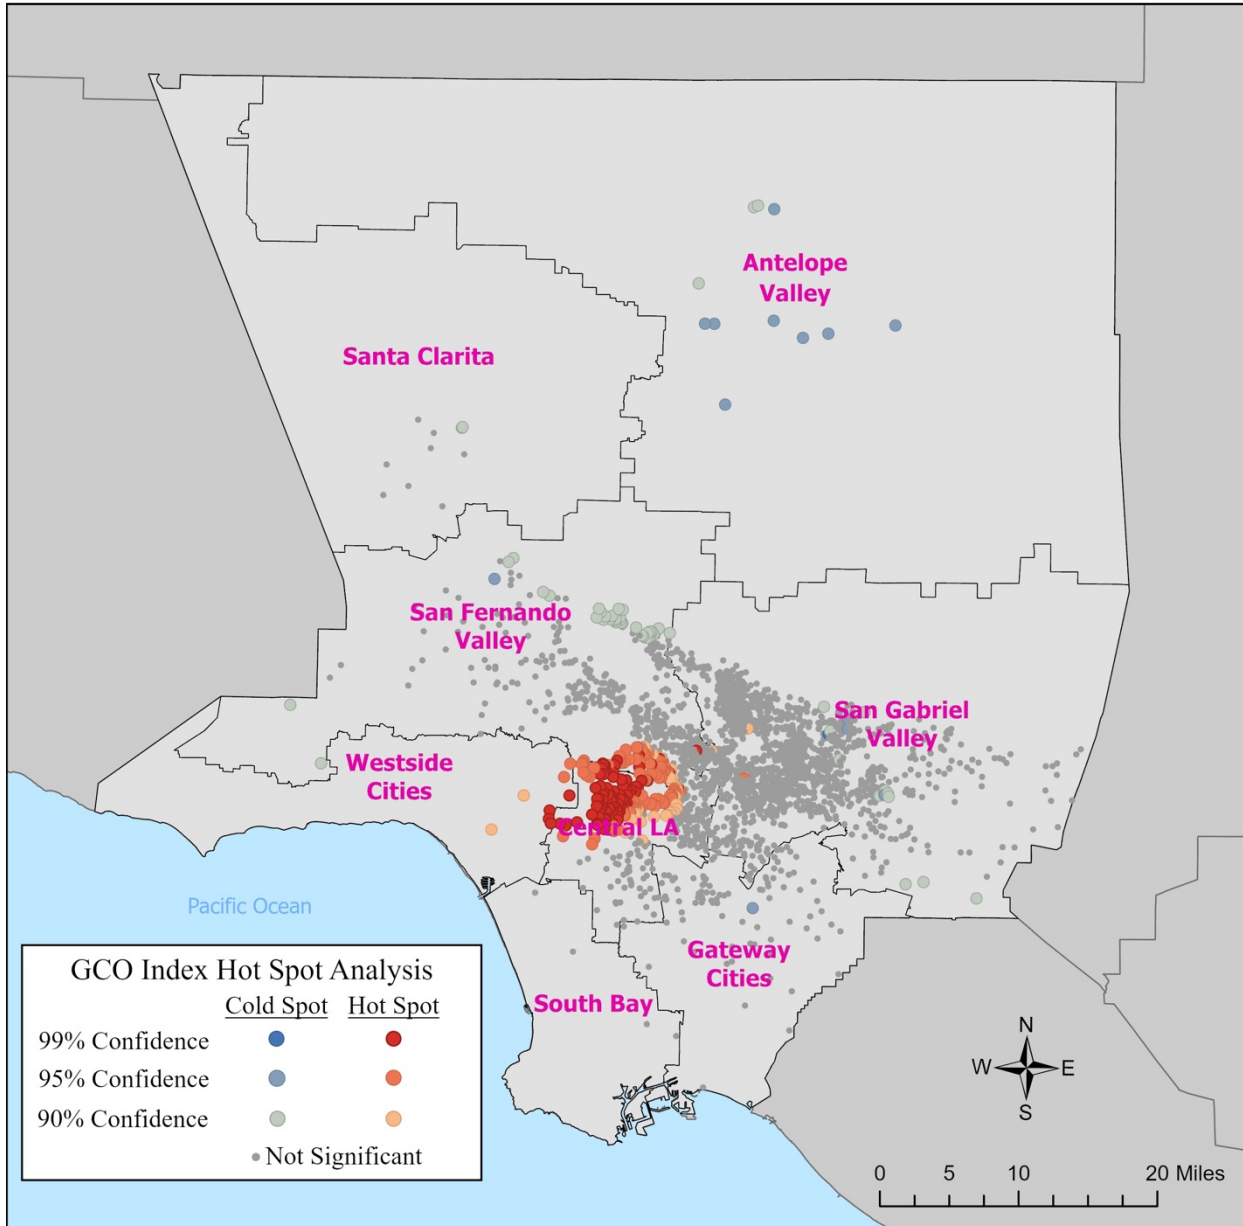 Antelope
Valley
Santa Clarita
San Fernando
Valley
San Gabriel
Valley
Westside
Cities
Central LA
Pacific Ocean
Gateway
Cities
South Bay
GCO Index Hot Spot Analysis
Cold Spot Hot Spot
99% Confidence
95% Confidence
90% Confidence
Not Significant
N
W E
S
0 5 10 20 Miles